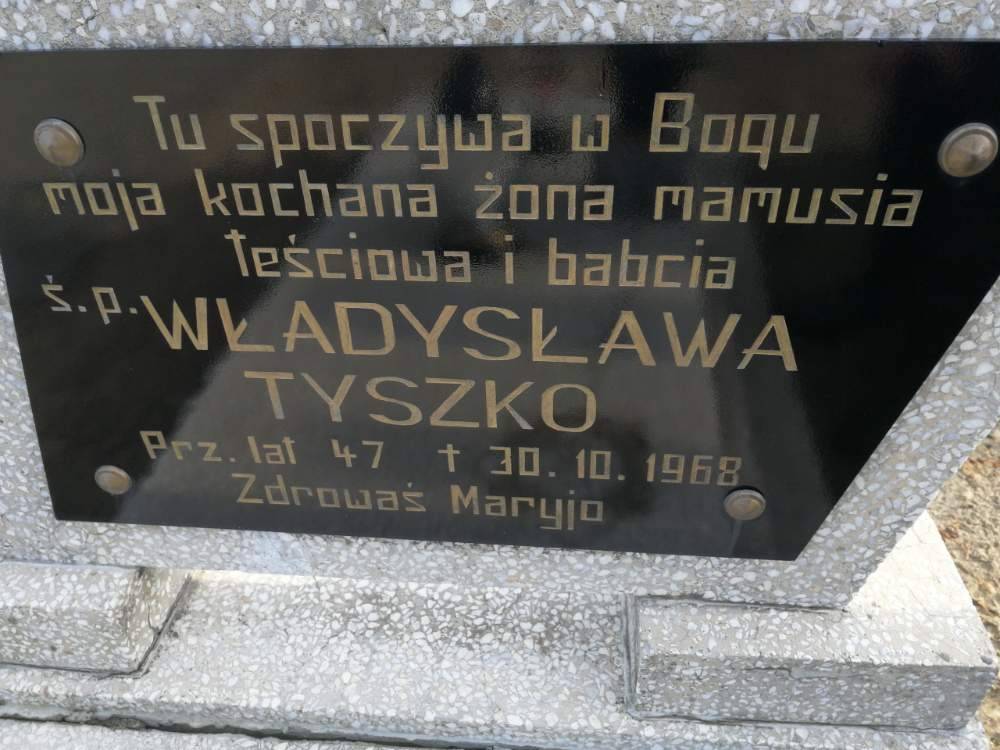 Tu spoczywa w Bogu
moja kochana żona mamusia
teściowa i babcia
ś.p. WŁADYSŁAWA
TYSZKO
Prz. lat 47 ✝ 30.10.1968
Zdrowaś Maryjo